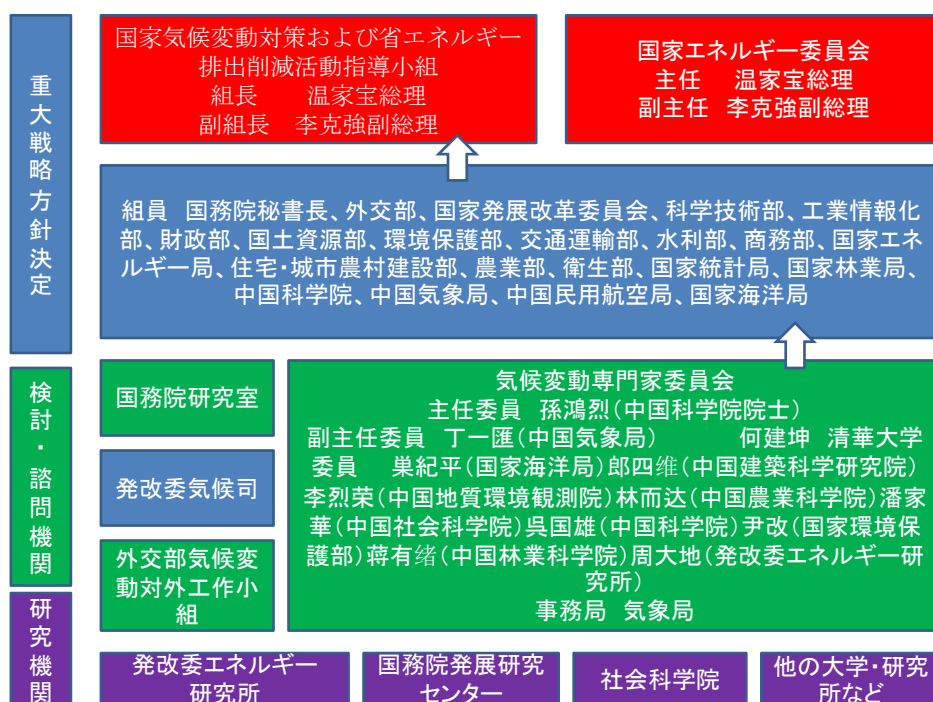 重大戦略方針決定
国家気候変動対策および省エネルギー
排出削減活動指導小組
組長　　温家宝総理
副組長　李克強副総理
国家エネルギー委員会
主任　　温家宝総理
副主任　李克強副総理
組員　国務院秘書長、外交部、国家発展改革委員会、科学技術部、工業情報化
部、財政部、国土資源部、環境保護部、交通運輸部、水利部、商務部、国家エネ
ルギー局、住宅・城市農村建設部、農業部、衛生部、国家統計局、国家林業局、
中国科学院、中国気象局、中国民用航空局、国家海洋局
検討・諮問機関
国務院研究室
発改委気候司
外交部気候変
動対外工作小
組
気候変動専門家委員会
主任委員　孫鴻烈（中国科学院院士）
副主任委員　丁一匯（中国気象局）　　　何建坤　清華大学
委員　　巣紀平（国家海洋局）郎四维（中国建築科学研究院）
李烈荣（中国地質環境観測院）林而达（中国農業科学院）潘家
華（中国社会科学院）呉国雄（中国科学院）尹改（国家環境保
護部）蒋有绪（中国林業科学院）周大地（発改委エネルギー研
究所）
事務局　気象局
研究機関
発改委エネルギー
研究所
国務院発展研究
センター
社会科学院
他の大学・研究
所など